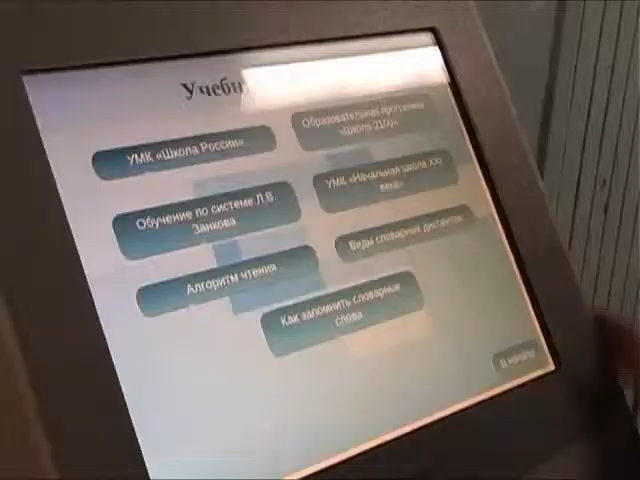 Учебн
УМК «Школа России»
Образовательная программа
«Школа 2100»
Обучение по системе Л.В.
Занкова
УМК «Начальная школа XXI
века»
Алгоритм чтения
Виды словарных диктантов
Как запомнить словарные
слова
В начало